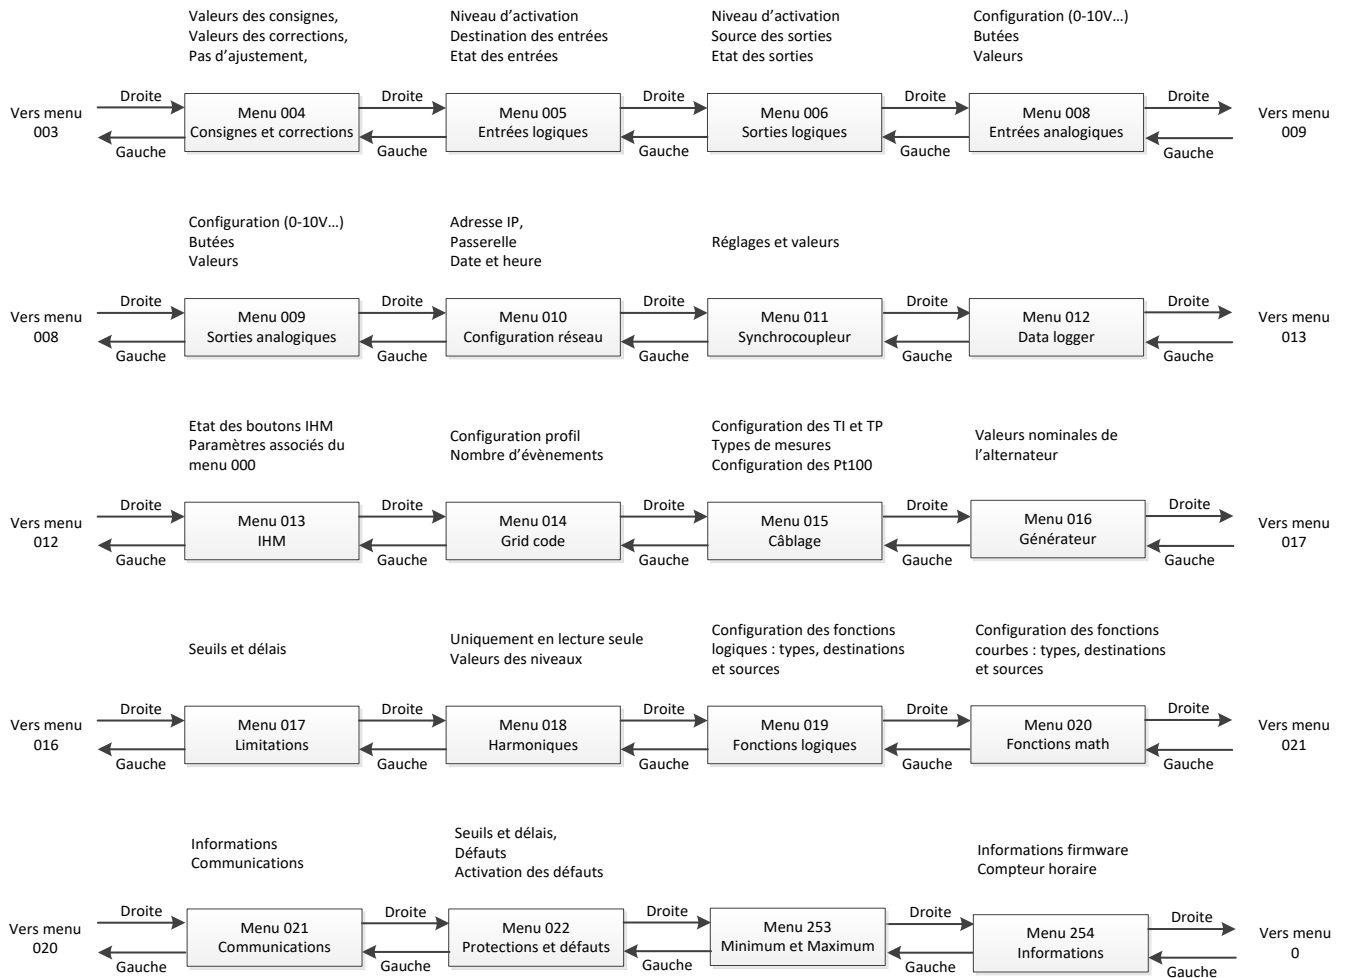 Valeurs des consignes,
Valeurs des corrections,
Pas d’ajustement,
Niveau d’activation
Destination des entrées
Etat des entrées
Niveau d’activation
Source des sorties
Etat des sorties
Configuration (0-10V…)
Butées
Valeurs
Vers menu
003
Droite
Gauche
Menu 004
Consignes et corrections
Droite
Gauche
Menu 005
Entrées logiques
Droite
Gauche
Menu 006
Sorties logiques
Droite
Gauche
Menu 008
Entrées analogiques
Droite
Gauche
Vers menu
009
Configuration (0-10V…)
Butées
Valeurs
Adresse IP,
Passerelle
Date et heure
Réglages et valeurs
Vers menu
008
Droite
Gauche
Menu 009
Sorties analogiques
Droite
Gauche
Menu 010
Configuration réseau
Droite
Gauche
Menu 011
Synchrocoupleur
Droite
Gauche
Menu 012
Data logger
Droite
Gauche
Vers menu
013
Etat des boutons IHM
Paramètres associés du
menu 000
Configuration profil
Nombre d’évènements
Configuration des TI et TP
Types de mesures
Configuration des Pt100
Valeurs nominales de
l’alternateur
Vers menu
012
Droite
Gauche
Menu 013
IHM
Droite
Gauche
Menu 014
Grid code
Droite
Gauche
Menu 015
Câblage
Droite
Gauche
Menu 016
Générateur
Droite
Gauche
Vers menu
017
Seuils et délais
Uniquement en lecture seule
Valeurs des niveaux
Configuration des fonctions
logiques : types, destinations
et sources
Configuration des fonctions
courbes : types, destinations
et sources
Vers menu
016
Droite
Gauche
Menu 017
Limitations
Droite
Gauche
Menu 018
Harmoniques
Droite
Gauche
Menu 019
Fonctions logiques
Droite
Gauche
Menu 020
Fonctions math
Droite
Gauche
Vers menu
021
Informations
Communications
Seuils et délais,
Défauts
Activation des défauts
Informations firmware
Compteur horaire
Vers menu
020
Droite
Gauche
Menu 021
Communications
Droite
Gauche
Menu 022
Protections et défauts
Droite
Gauche
Menu 253
Minimum et Maximum
Droite
Gauche
Menu 254
Informations
Droite
Gauche
Vers menu
0